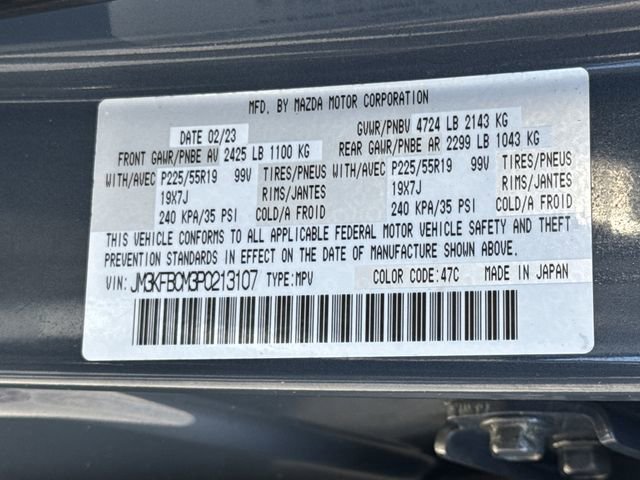 MFD. BY MAZDA MOTOR CORPORATION
DATE 02/23 GVWR/PNBV 4724 LB 2143 KG
FRONT GAWR/PNBE AV 2425 LB 1100 KG REAR GAWR/PNBE AR 2299 LB 1043 KG
WITH/AVEC P225/55R19 99V TIRES/PNEUS WITH/AVEC P225/55R19 99V TIRES/PNEUS
19X7J RIMS/JANTES 19X7J RIMS/JANTES
240 KPA/35 PSI COLD/A FROID 240 KPA/35 PSI COLD/A FROID
THIS VEHICLE CONFORMS TO ALL APPLICABLE FEDERAL MOTOR VEHICLE SAFETY AND THEFT
PREVENTION STANDARDS IN EFFECT ON THE DATE OF MANUFACTURE SHOWN ABOVE.
VIN: JM3KFBCM3P0213107 TYPE:MPV COLOR CODE:47C MADE IN JAPAN